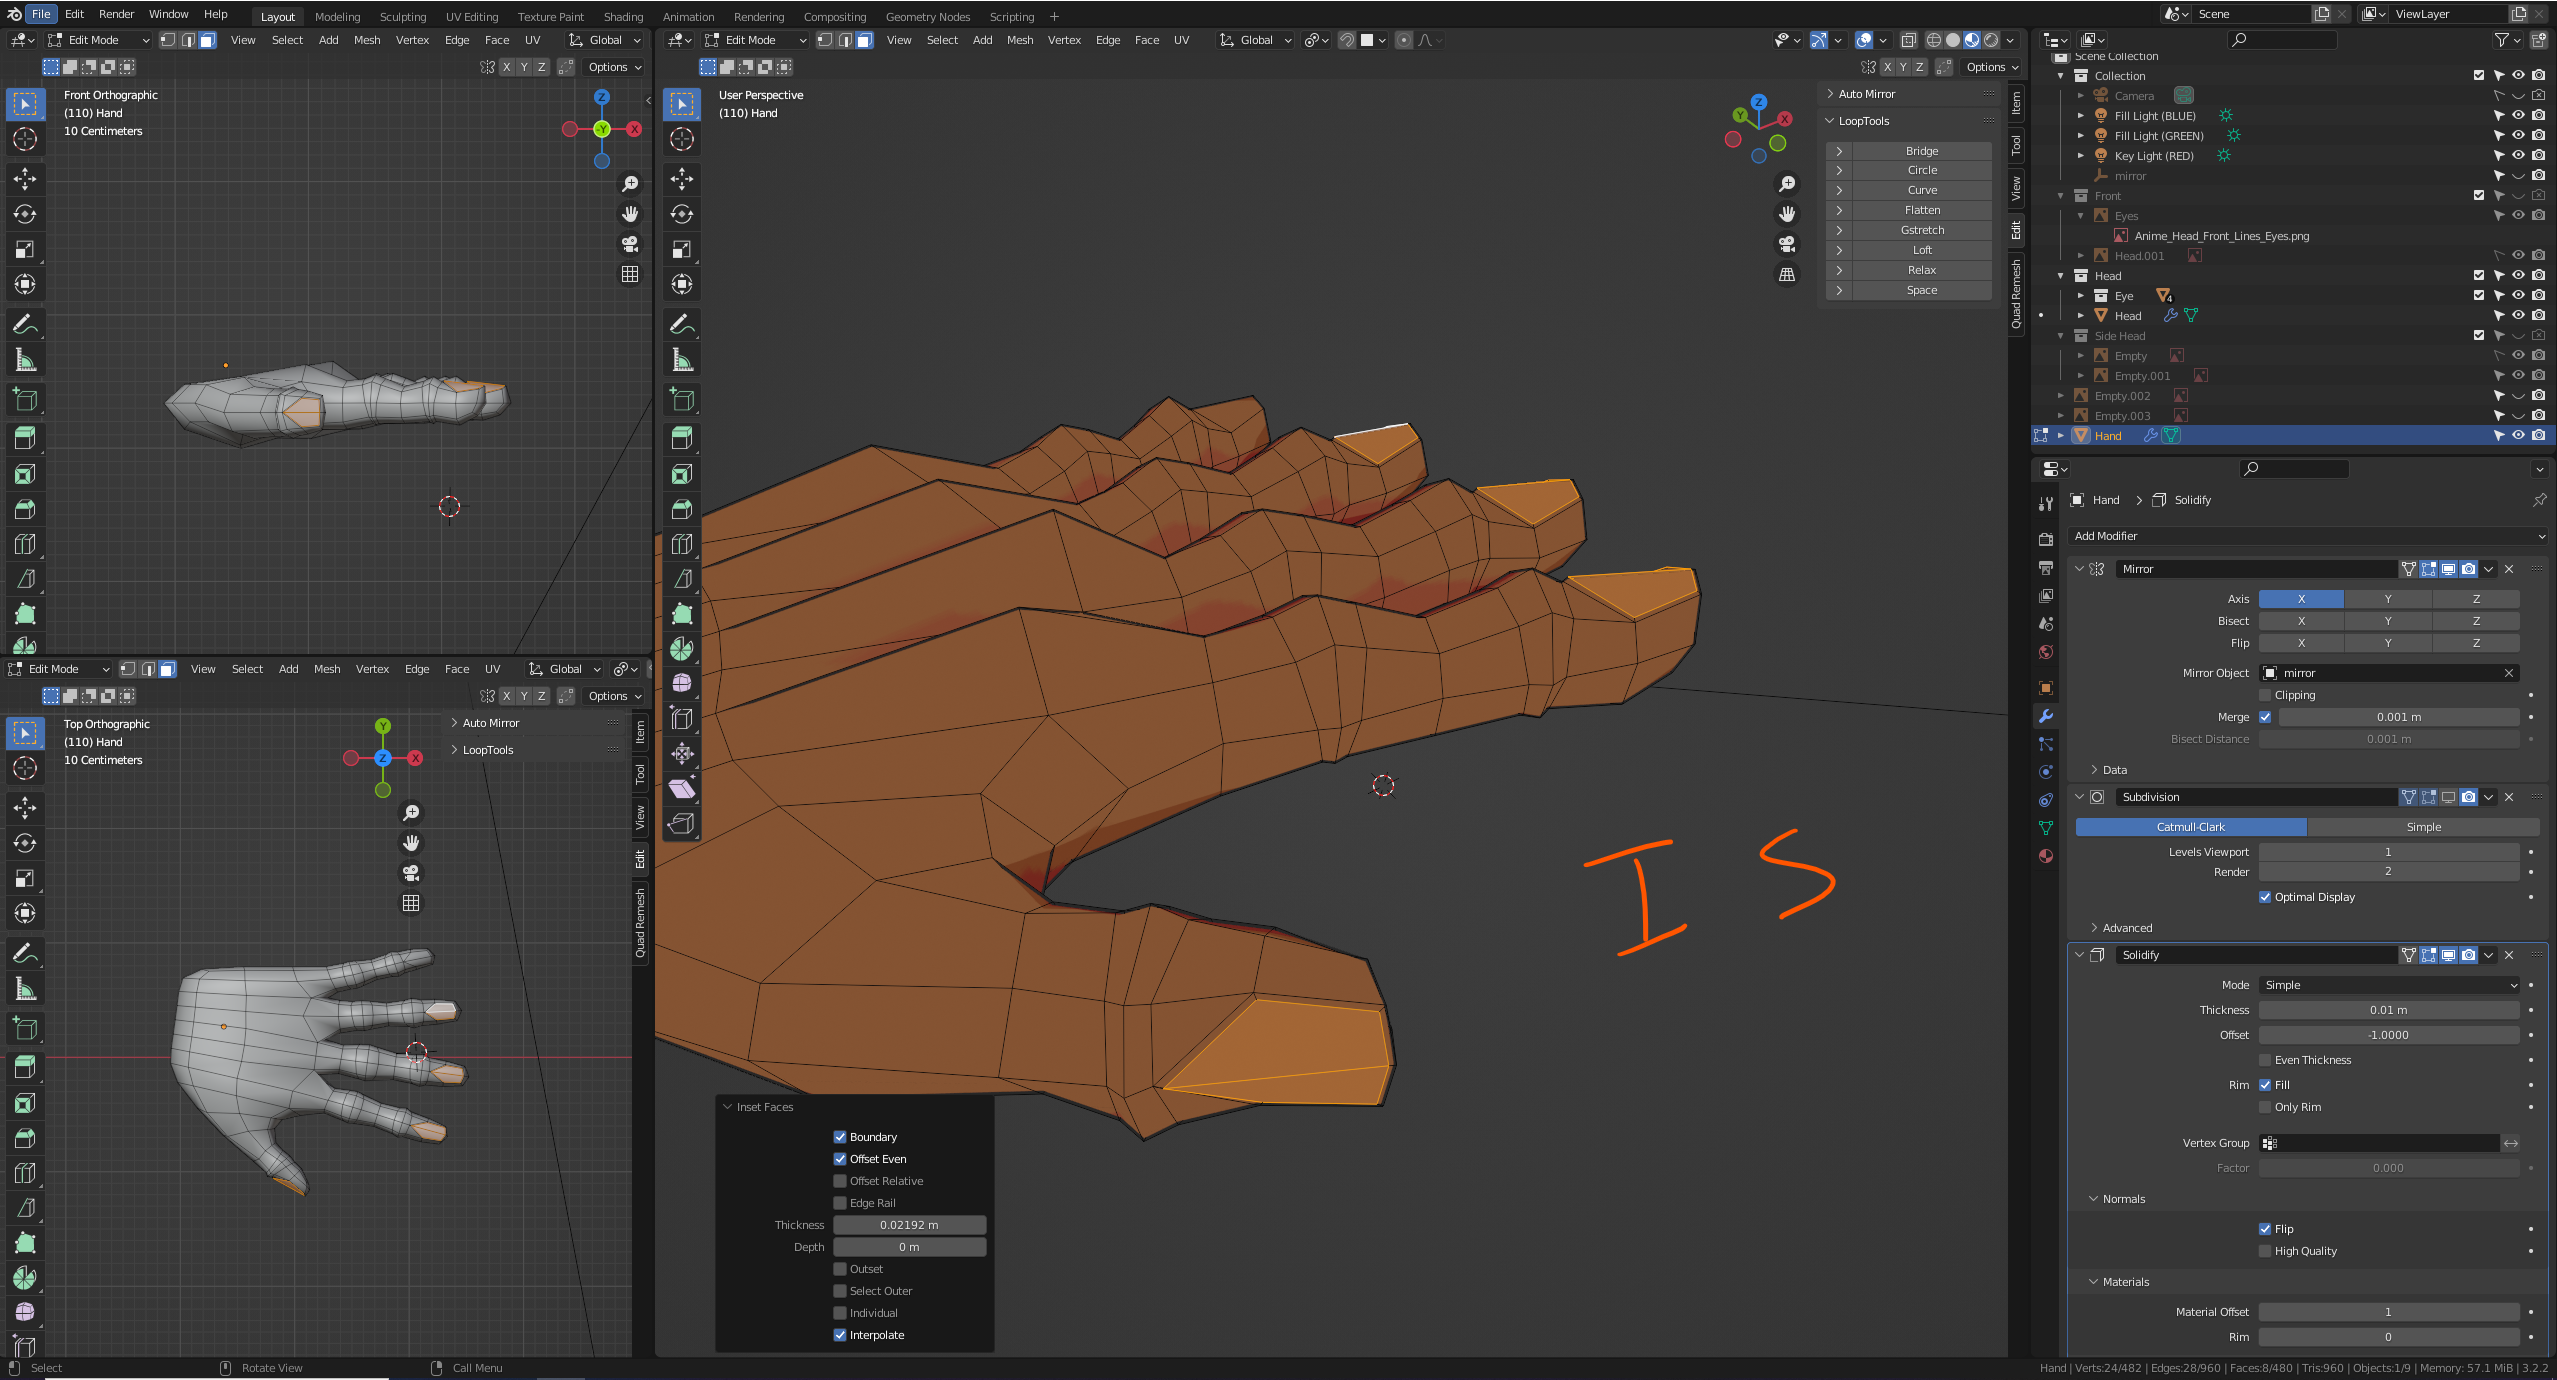 File Edit Render Window Help Layout Modeling Sculpting UV Editing Texture Paint Shading Animation Rendering Compositing Geometry Nodes Scripting + Scene ViewLayer
Edit Mode View Select Add Mesh Vertex Edge Face UV Global
Edit Mode View Select Add Mesh Vertex Edge Face UV Global
X Y Z Options
X Y Z Options
Front Orthographic
(110) Hand
10 Centimeters
Z
-Y
X
User Perspective
(110) Hand
Z
Y
X
Auto Mirror
LoopTools
Bridge
Circle
Curve
Flatten
Gstretch
Loft
Relax
Space
Item
Tool
View
Edit
Quad Remesh
I S
Inset Faces
Boundary
Offset Even
Offset Relative
Edge Rail
Thickness 0.02192 m
Depth 0 m
Outset
Select Outer
Individual
Interpolate
Edit Mode View Select Add Mesh Vertex Edge Face UV Global
X Y Z Options
Top Orthographic
(110) Hand
10 Centimeters
Y
Z
X
Auto Mirror
LoopTools
Item
Tool
View
Edit
Quad Remesh
Scene Collection
Collection
Camera
Fill Light (BLUE)
Fill Light (GREEN)
Key Light (RED)
mirror
Front
Eyes
Anime_Head_Front_Lines_Eyes.png
Head.001
Head
Eye 4
Head
Side Head
Empty
Empty.001
Empty.002
Empty.003
Hand
Hand > Solidify
Add Modifier
Mirror
Axis X Y Z
Bisect X Y Z
Flip X Y Z
Mirror Object mirror
Clipping
Merge 0.001 m
Bisect Distance 0.001 m
Data
Subdivision
Catmull-Clark Simple
Levels Viewport 1
Render 2
Optimal Display
Advanced
Solidify
Mode Simple
Thickness 0.01 m
Offset -1.0000
Even Thickness
Rim Fill
Only Rim
Vertex Group
Factor 0.000
Normals
Flip
High Quality
Materials
Material Offset 1
Rim 0
Select Rotate View Call Menu Hand | Verts:24/482 | Edges:28/960 | Faces:8/480 | Tris:960 | Objects:1/9 | Memory: 57.1 MiB | 3.2.2